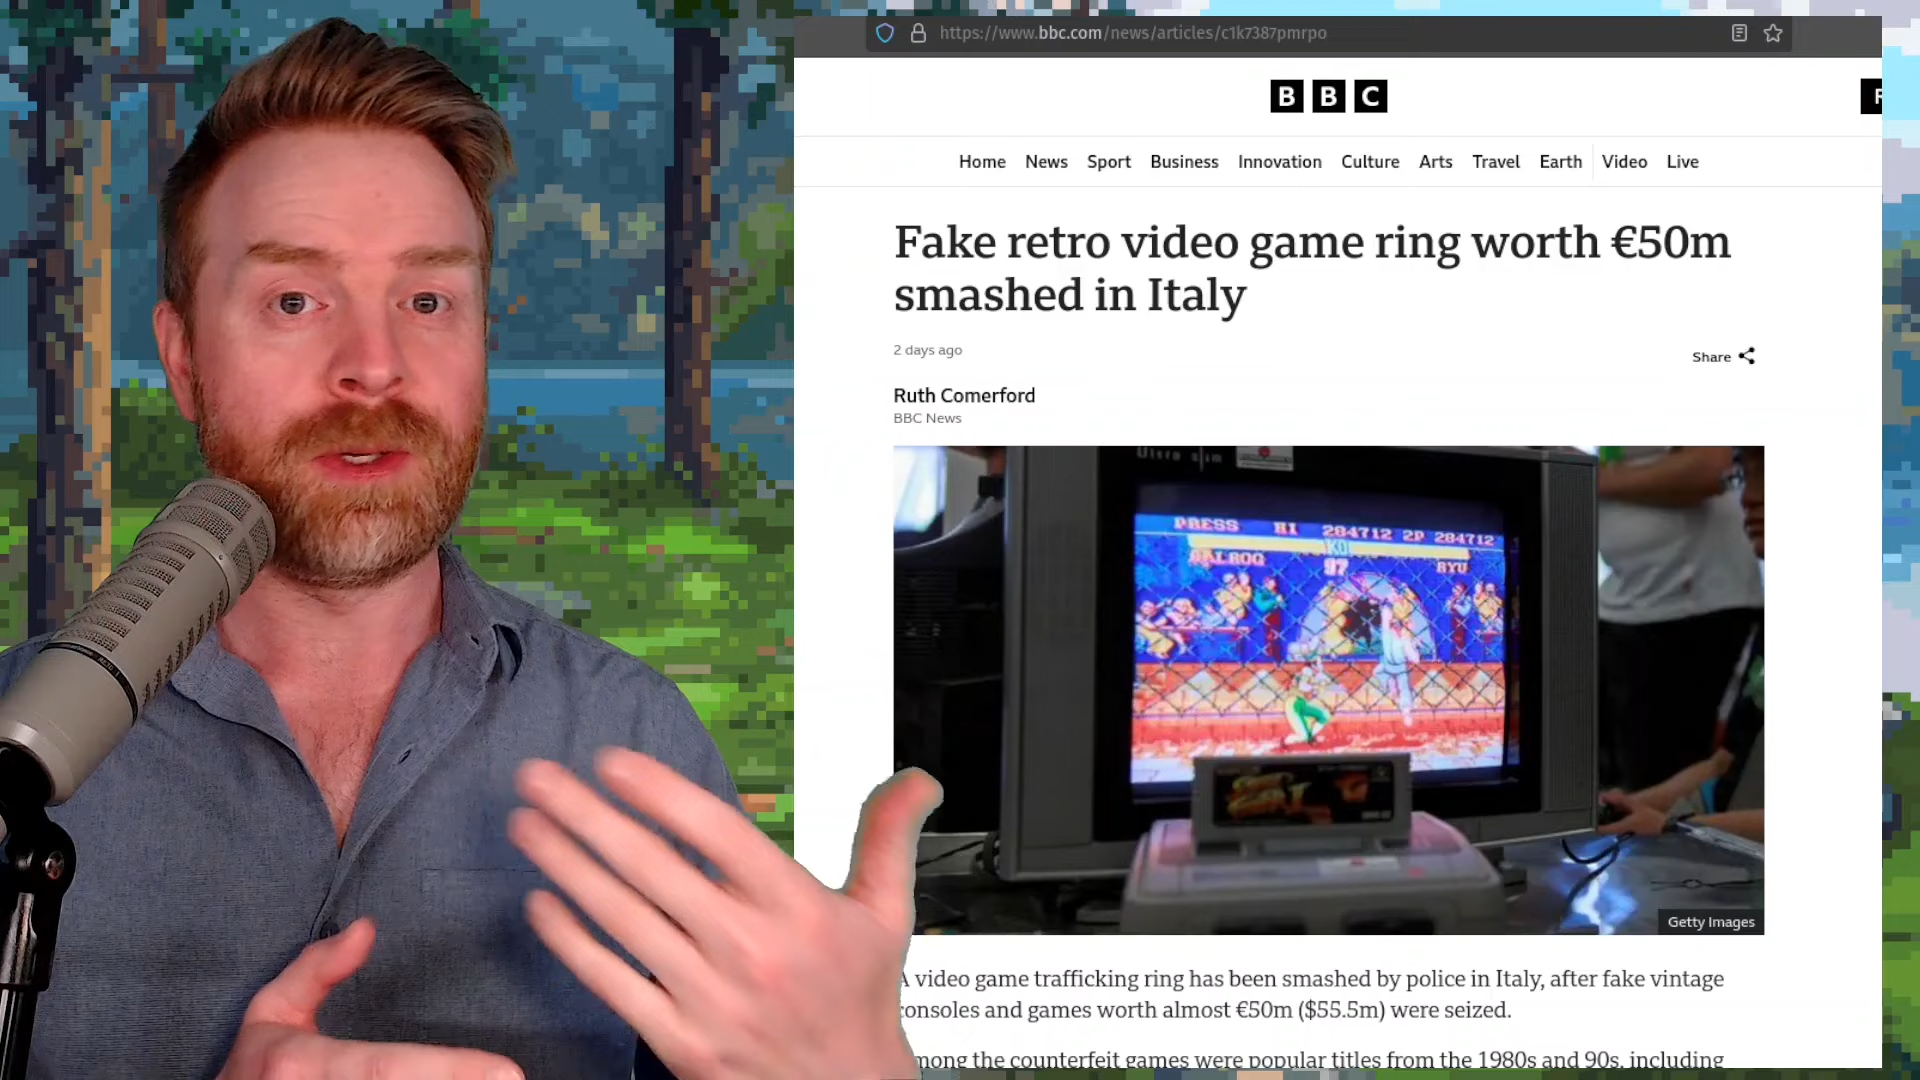 https://www.bbc.com/news/articles/c1k7387pmrpo
BBC
Home News Sport Business Innovation Culture Arts Travel Earth Video Live
Fake retro video game ring worth €50m
smashed in Italy
2 days ago
Share
Ruth Comerford
BBC News
Ultra slim
PRESS HI 284712 2P 284712
KO
BALROG 97 RYU
Getty Images
A video game trafficking ring has been smashed by police in Italy, after fake vintage
consoles and games worth almost €50m ($55.5m) were seized.
mong the counterfeit games were popular titles from the 1980s and 90s, including